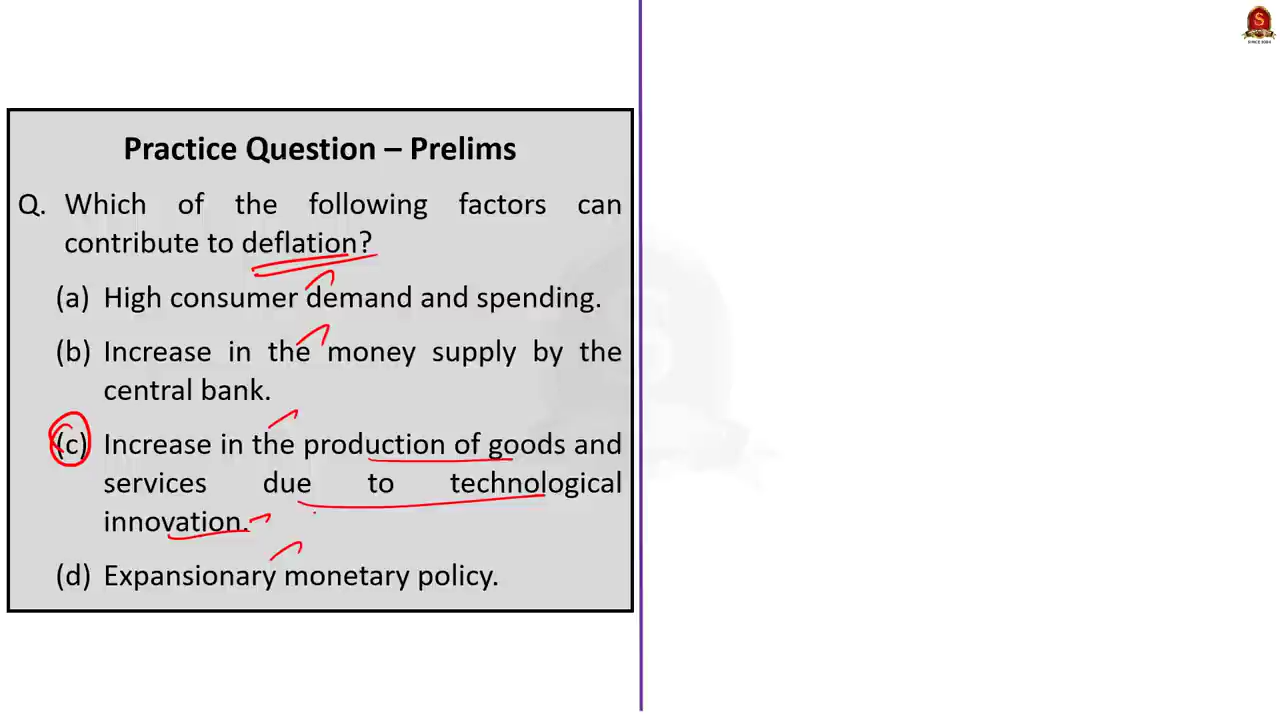 Practice Question – Prelims
Q. Which of the following factors can
contribute to deflation?
(a) High consumer demand and spending.
(b) Increase in the money supply by the
central bank.
(c) Increase in the production of goods and
services due to technological
innovation.
(d) Expansionary monetary policy.
S